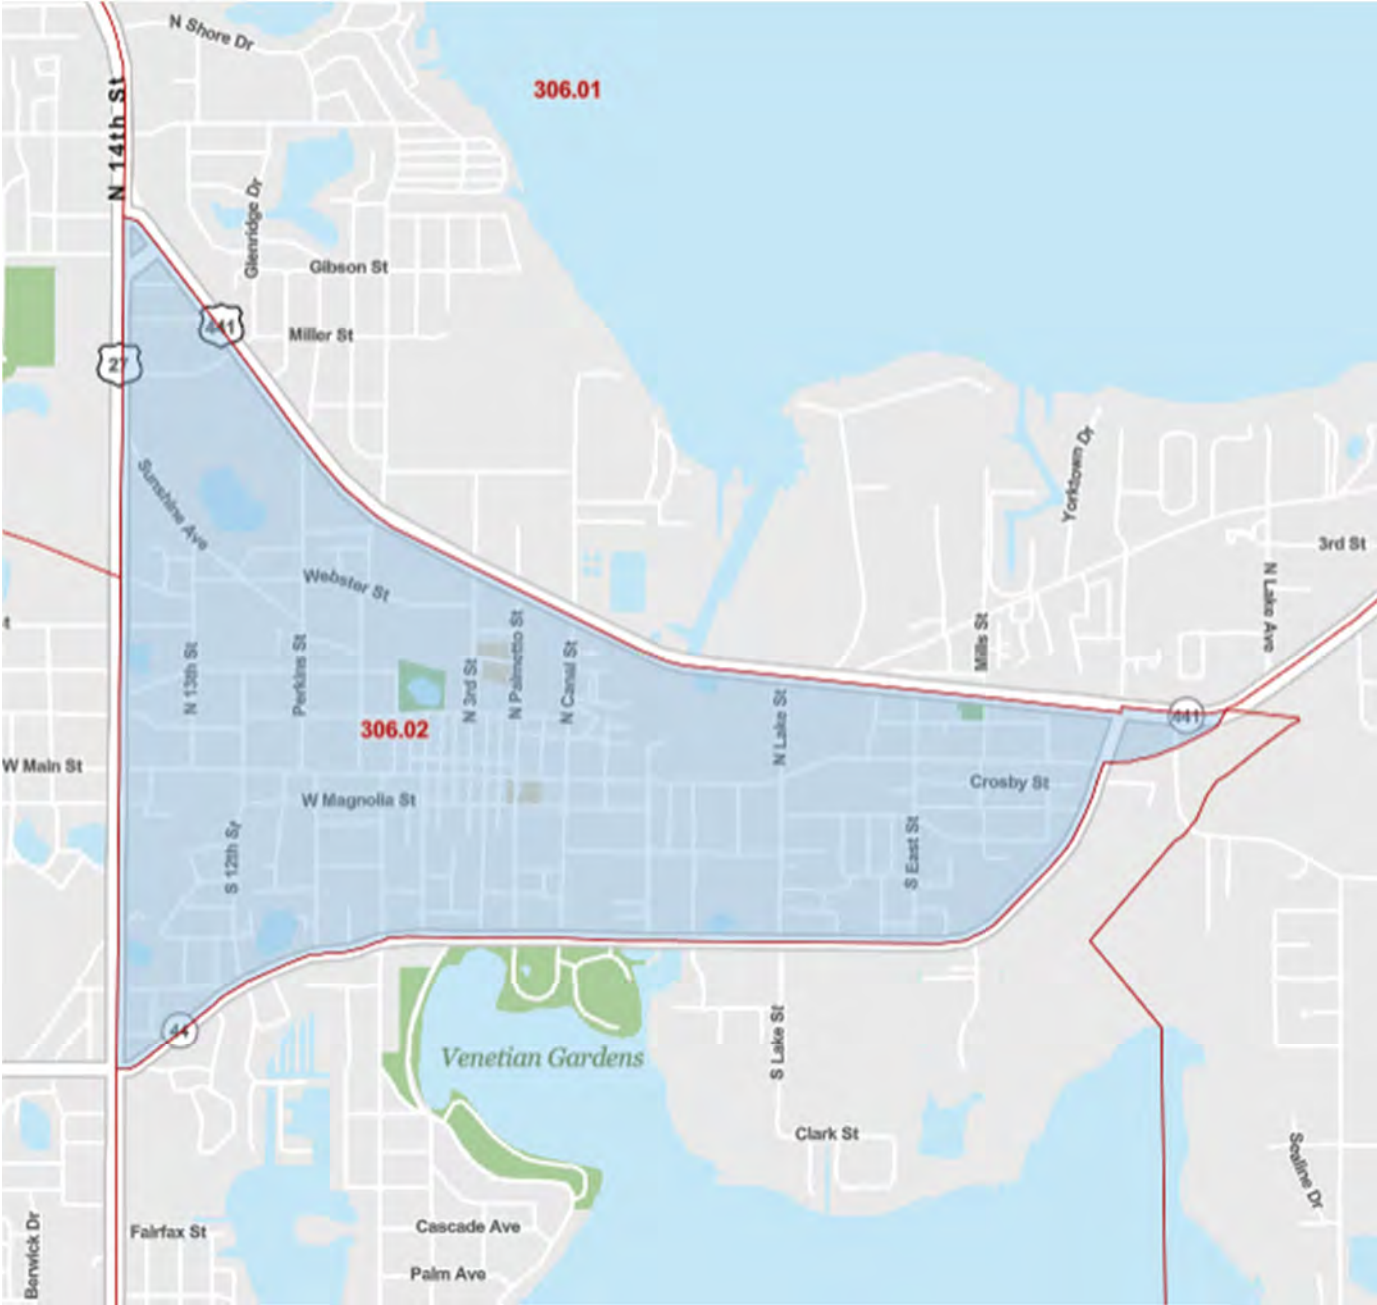 N Shore Dr
306.01
N 14th St
Glenridge Dr
Gibson St
441
Miller St
27
Yorktown Dr
Sunshine Ave
3rd St
Webster St
N Lake Ave
N 13th St
Perkins St
N 3rd St
N Palmetto St
N Canal St
Mills St
N Lake St
441
306.02
W Main St
Crosby St
W Magnolia St
S 12th St
S East St
44
S Lake St
Venetian Gardens
Clark St
Sealine Dr
Berwick Dr
Fairfax St
Cascade Ave
Palm Ave